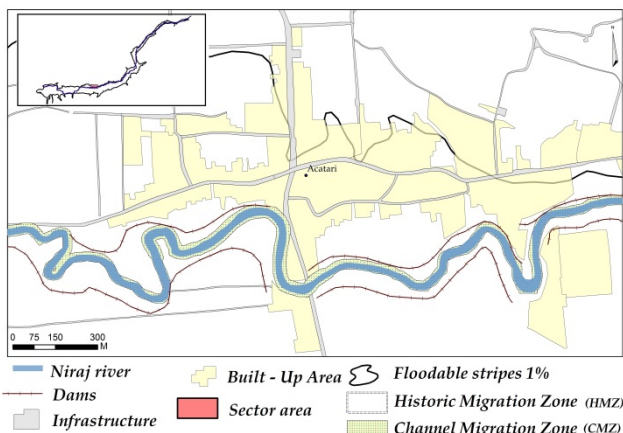 N
Acatari
0 75 150 300
M
Niraj river
Dams
Infrastructure
Built - Up Area
Sector area
Floodable stripes 1%
Historic Migration Zone (HMZ)
Channel Migration Zone (CMZ)